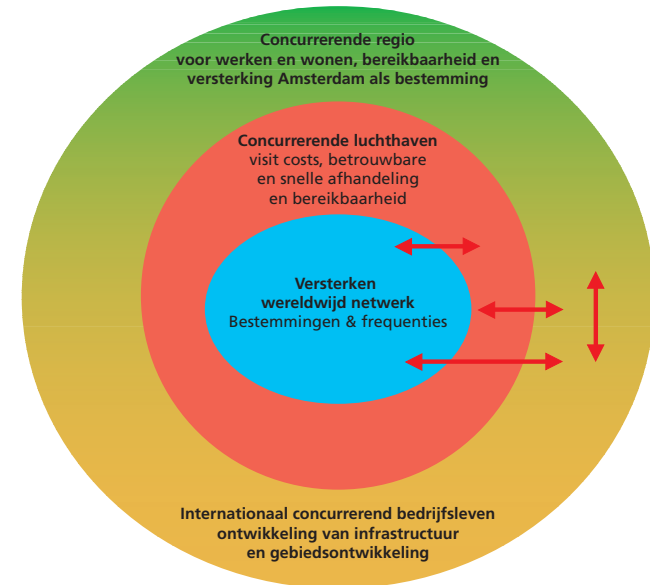 Concurrerende regio
voor werken en wonen, bereikbaarheid en
versterking Amsterdam als bestemming
Concurrende luchthaven
visit costs, betrouwbare
en snelle afhandeling
en bereikbaarheid
Versterken
wereldwijd netwerk
Bestemmingen & frequenties
Internationaal concurrerend bedrijfsleven
ontwikkeling van infrastructuur
en gebiedsontwikkeling